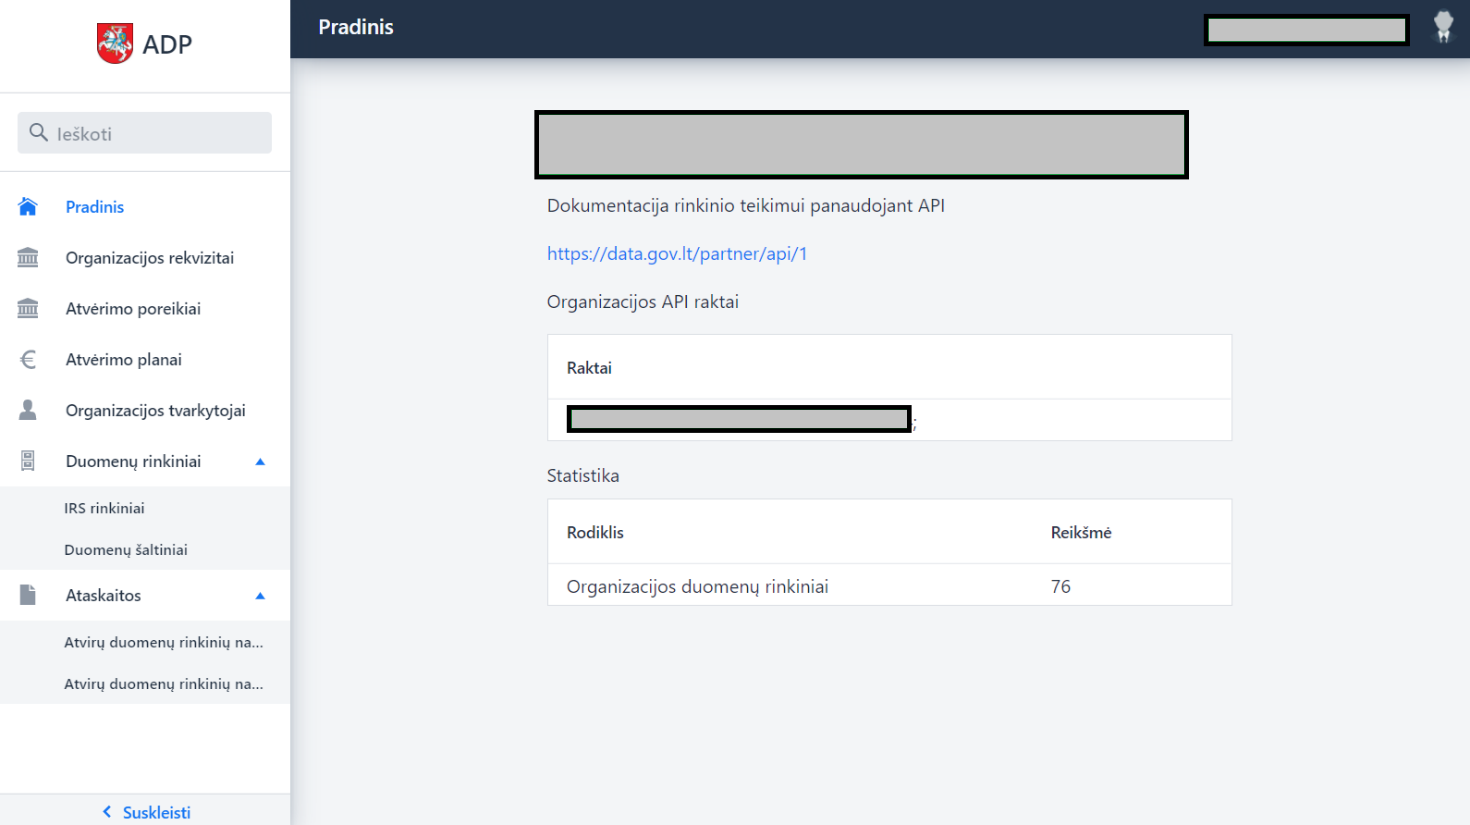 ADP
Pradinis
Ieškoti
Pradinis
Organizacijos rekvizitai
Atvėrimo poreikiai
Atvėrimo planai
Organizacijos tvarkytojai
Duomenų rinkiniai
IRS rinkiniai
Duomenų šaltiniai
Ataskaitos
Atvirų duomenų rinkinių na...
Atvirų duomenų rinkinių na...
Suskleisti
Dokumentacija rinkinio teikimui panaudojant API
https://data.gov.lt/partner/api/1
Organizacijos API raktai
Raktai
;
Statistika
Rodiklis Reikšmė
Organizacijos duomenų rinkiniai 76